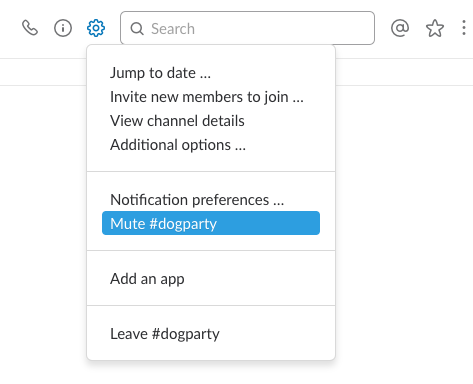 Search
Jump to date ...
Invite new members to join ...
View channel details
Additional options ...
Notification preferences ...
Mute #dogparty
Add an app
Leave #dogparty